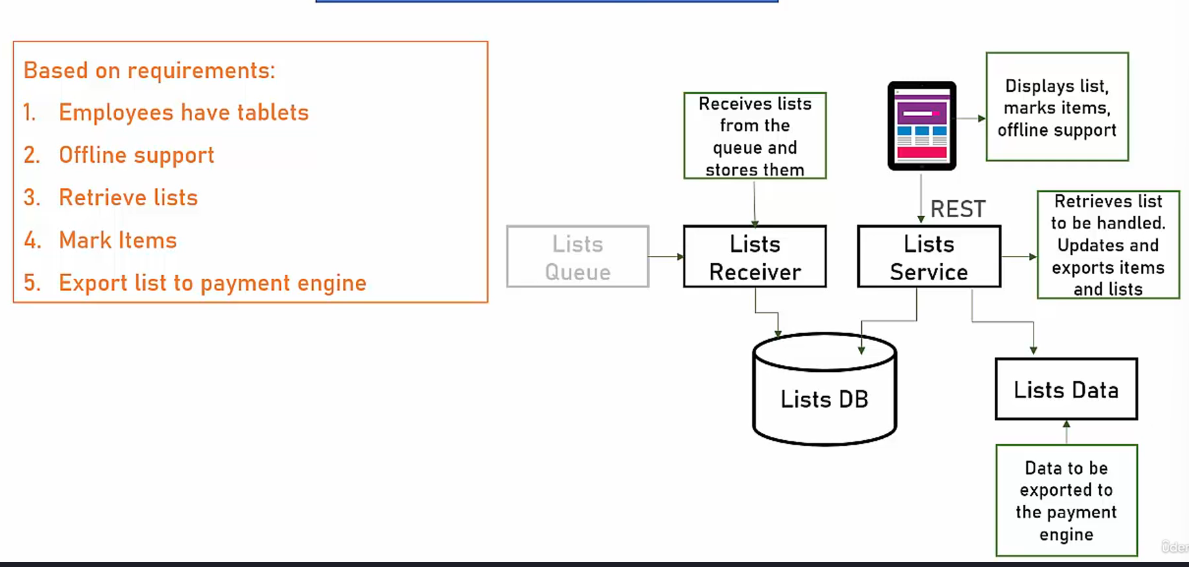 Based on requirements:
1. Employees have tablets
2. Offline support
3. Retrieve lists
4. Mark Items
5. Export list to payment engine
Receives lists
from the
queue and
stores them
Displays list,
marks items,
offline support
REST
Lists
Queue
Lists
Receiver
Lists
Service
Retrieves list
to be handled.
Updates and
exports items
and lists
Lists DB
Lists Data
Data to be
exported to
the payment
engine